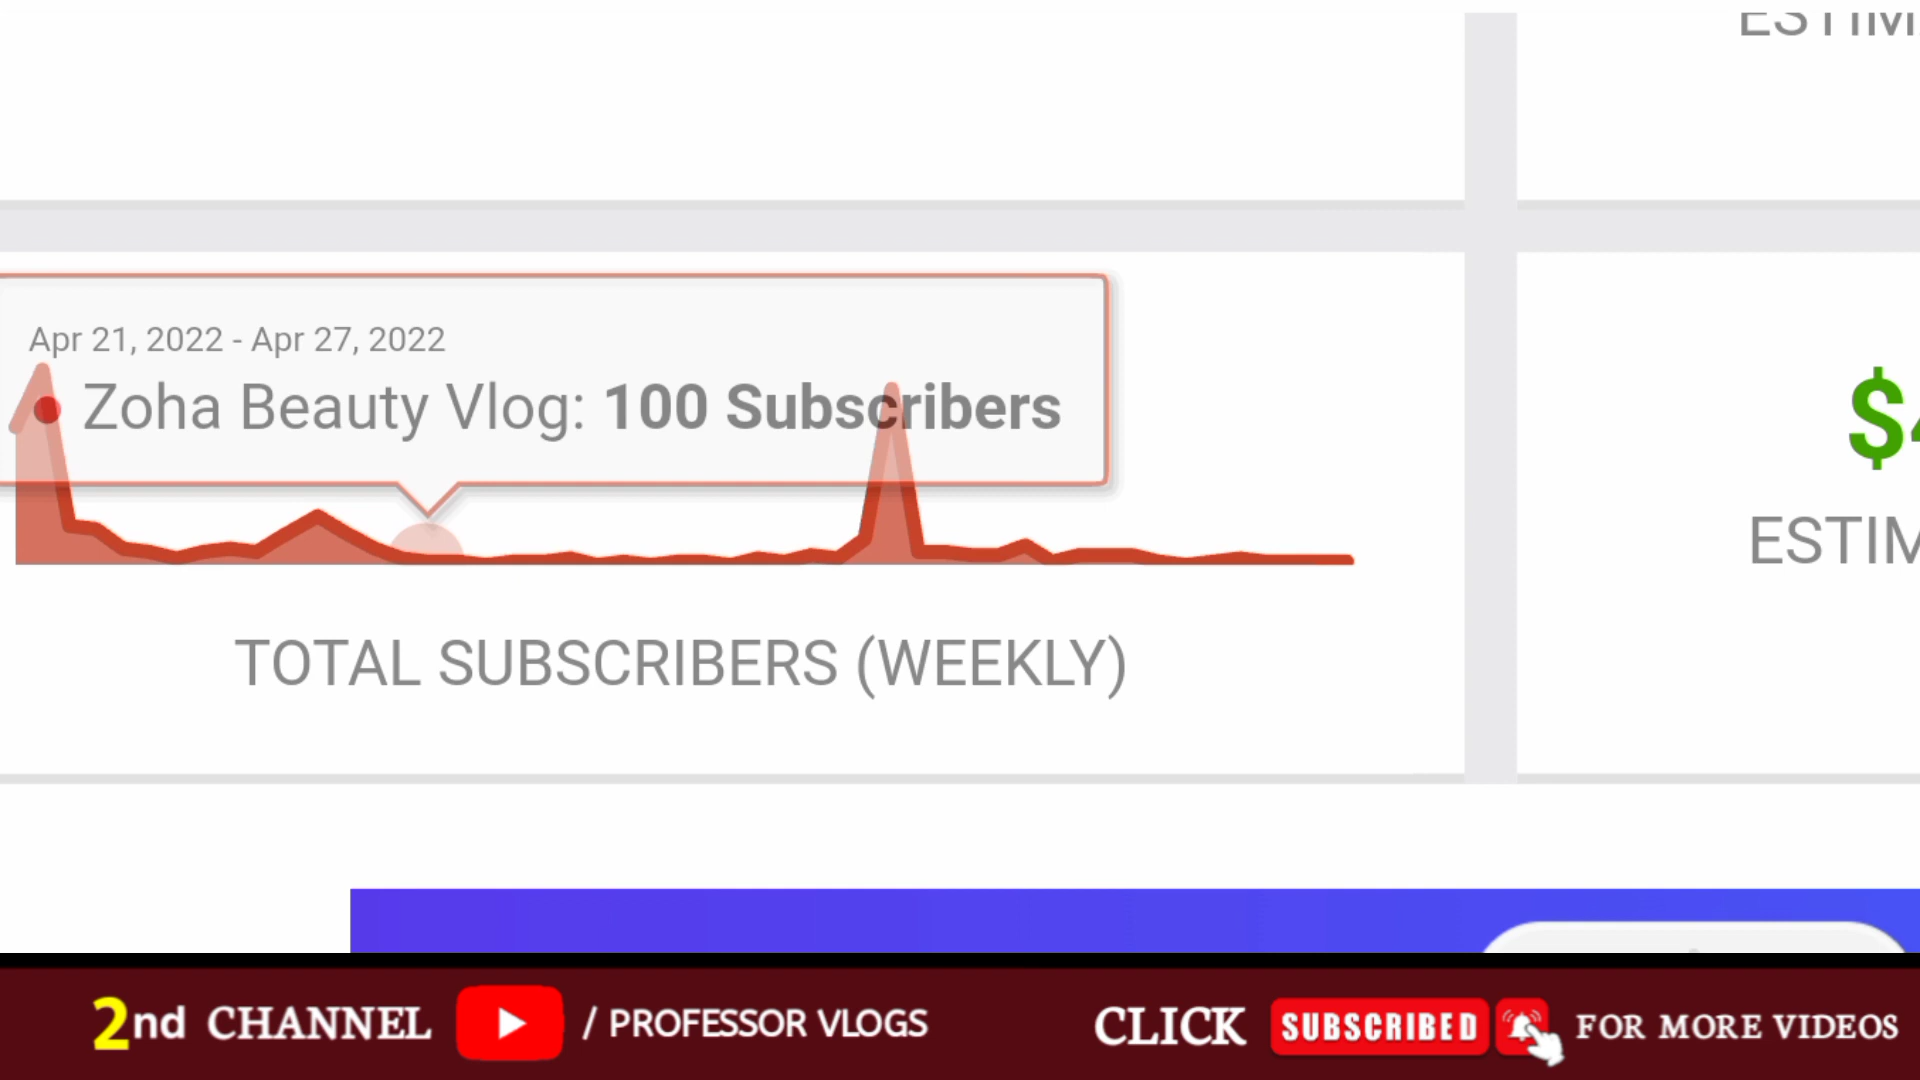 Apr 21, 2022 - Apr 27, 2022
Zoha Beauty Vlog: 100 Subscribers
TOTAL SUBSCRIBERS (WEEKLY)
2nd CHANNEL / PROFESSOR VLOGS
CLICK SUBSCRIBED FOR MORE VIDEOS